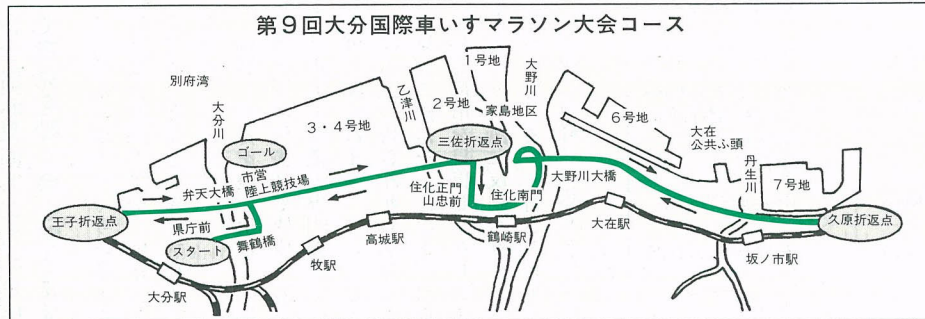 第9回大分国際車いすマラソン大会コース
別府湾
大分川
3・4号地
乙津川
2号地
1号地
家島地区
大野川
6号地
大在
公共ふ頭
丹生川
7号地
ゴール
市営
陸上競技場
弁天大橋
三佐折返点
住化正門
山忠前
住化南門
大野川大橋
王子折返点
県庁前
スタート
舞鶴橋
久原折返点
大分駅
牧駅
高城駅
鶴崎駅
大在駅
坂ノ市駅